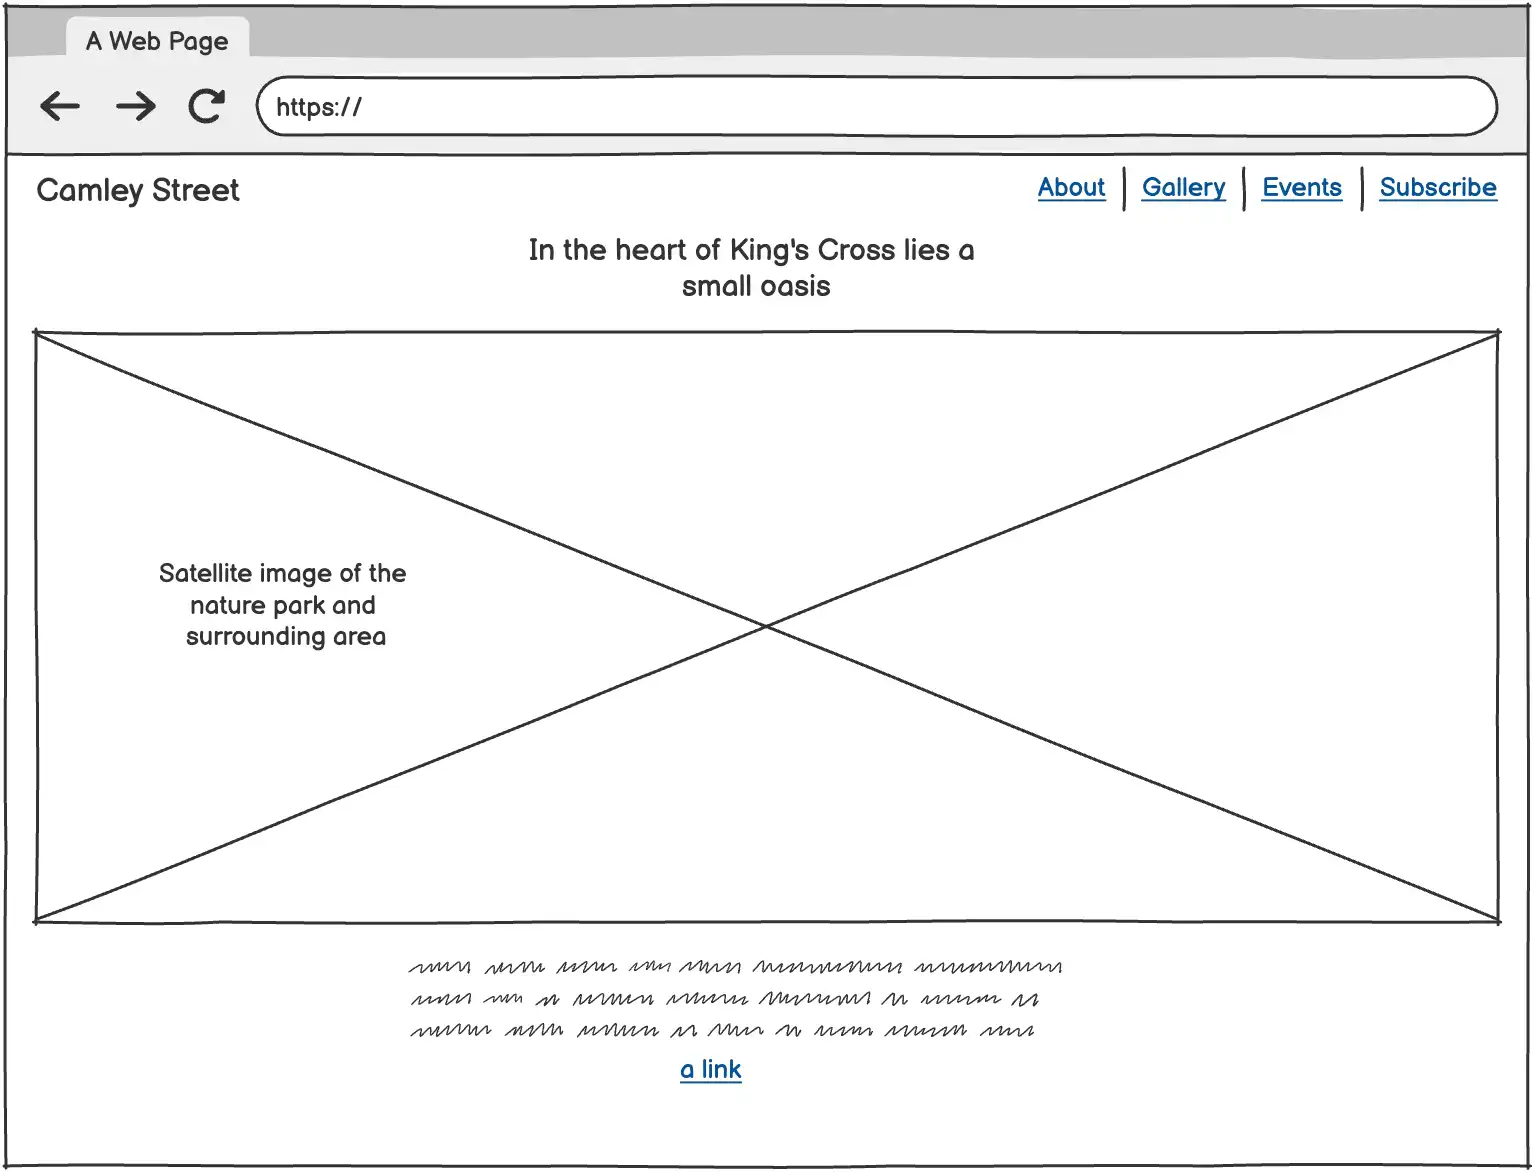 A Web Page
https://
Camley Street
About | Gallery | Events | Subscribe
In the heart of King's Cross lies a
small oasis
Satellite image of the
nature park and
surrounding area
a link